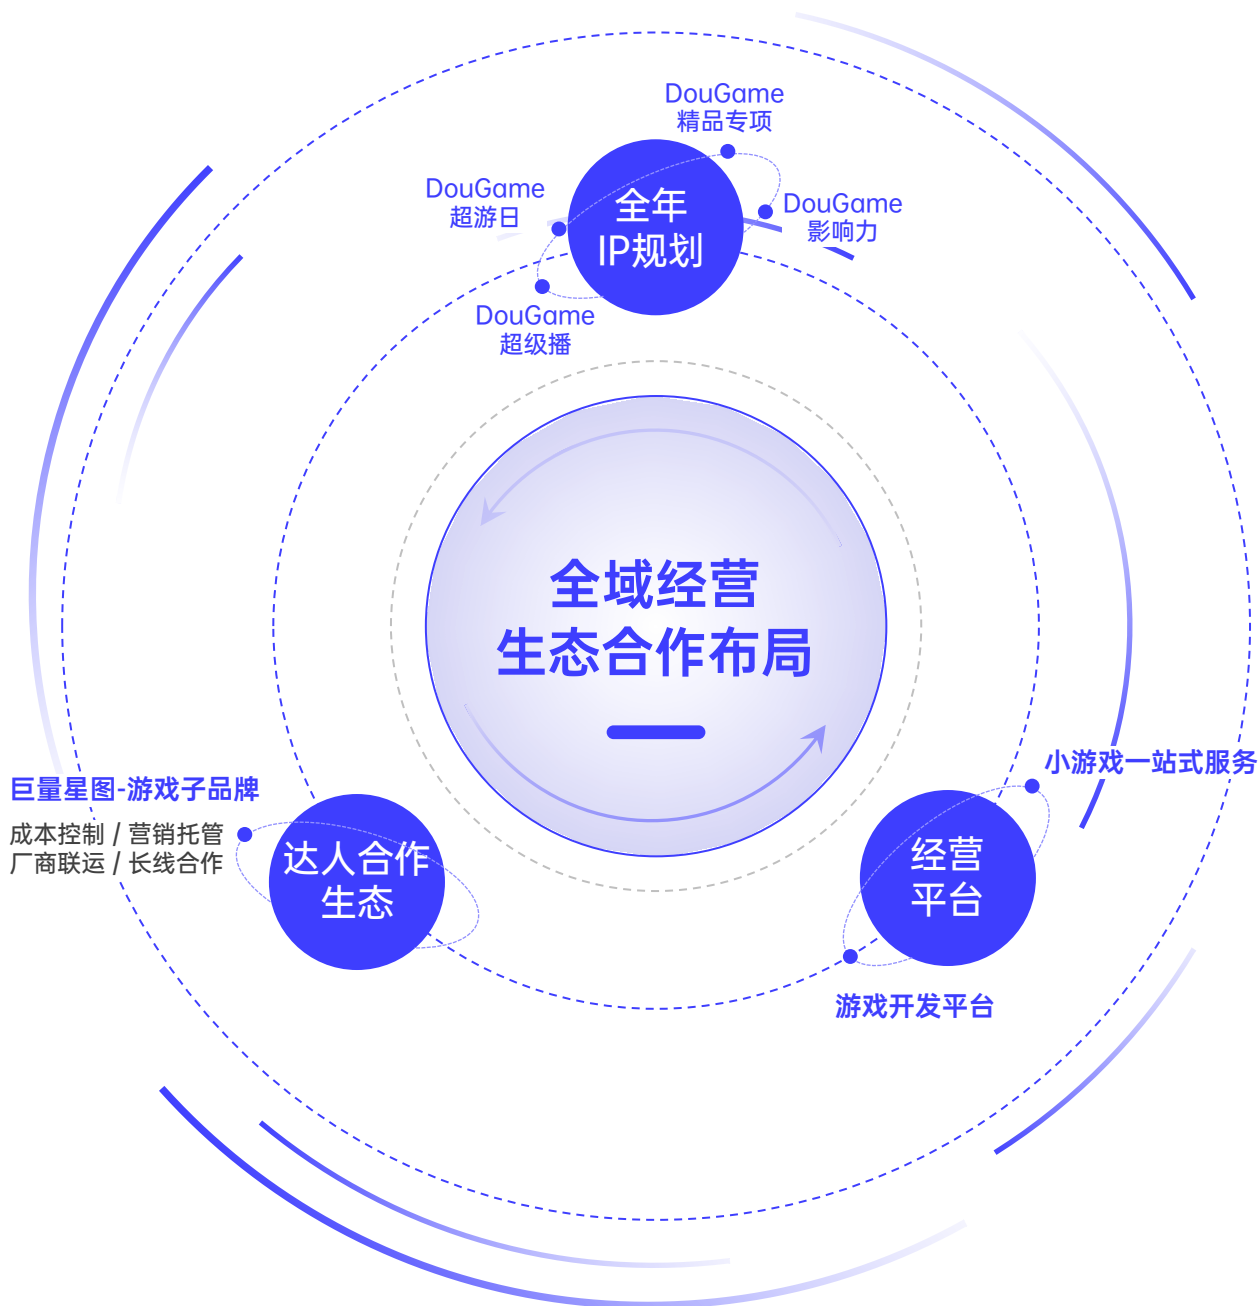 DouGame
精品专项
DouGame
超游日
全年
IP规划
DouGame
影响力
DouGame
超级播
全域经营
生态合作布局
巨量星图-游戏子品牌
成本控制 / 营销托管
厂商联运 / 长线合作
达人合作
生态
小游戏一站式服务
经营
平台
游戏开发平台